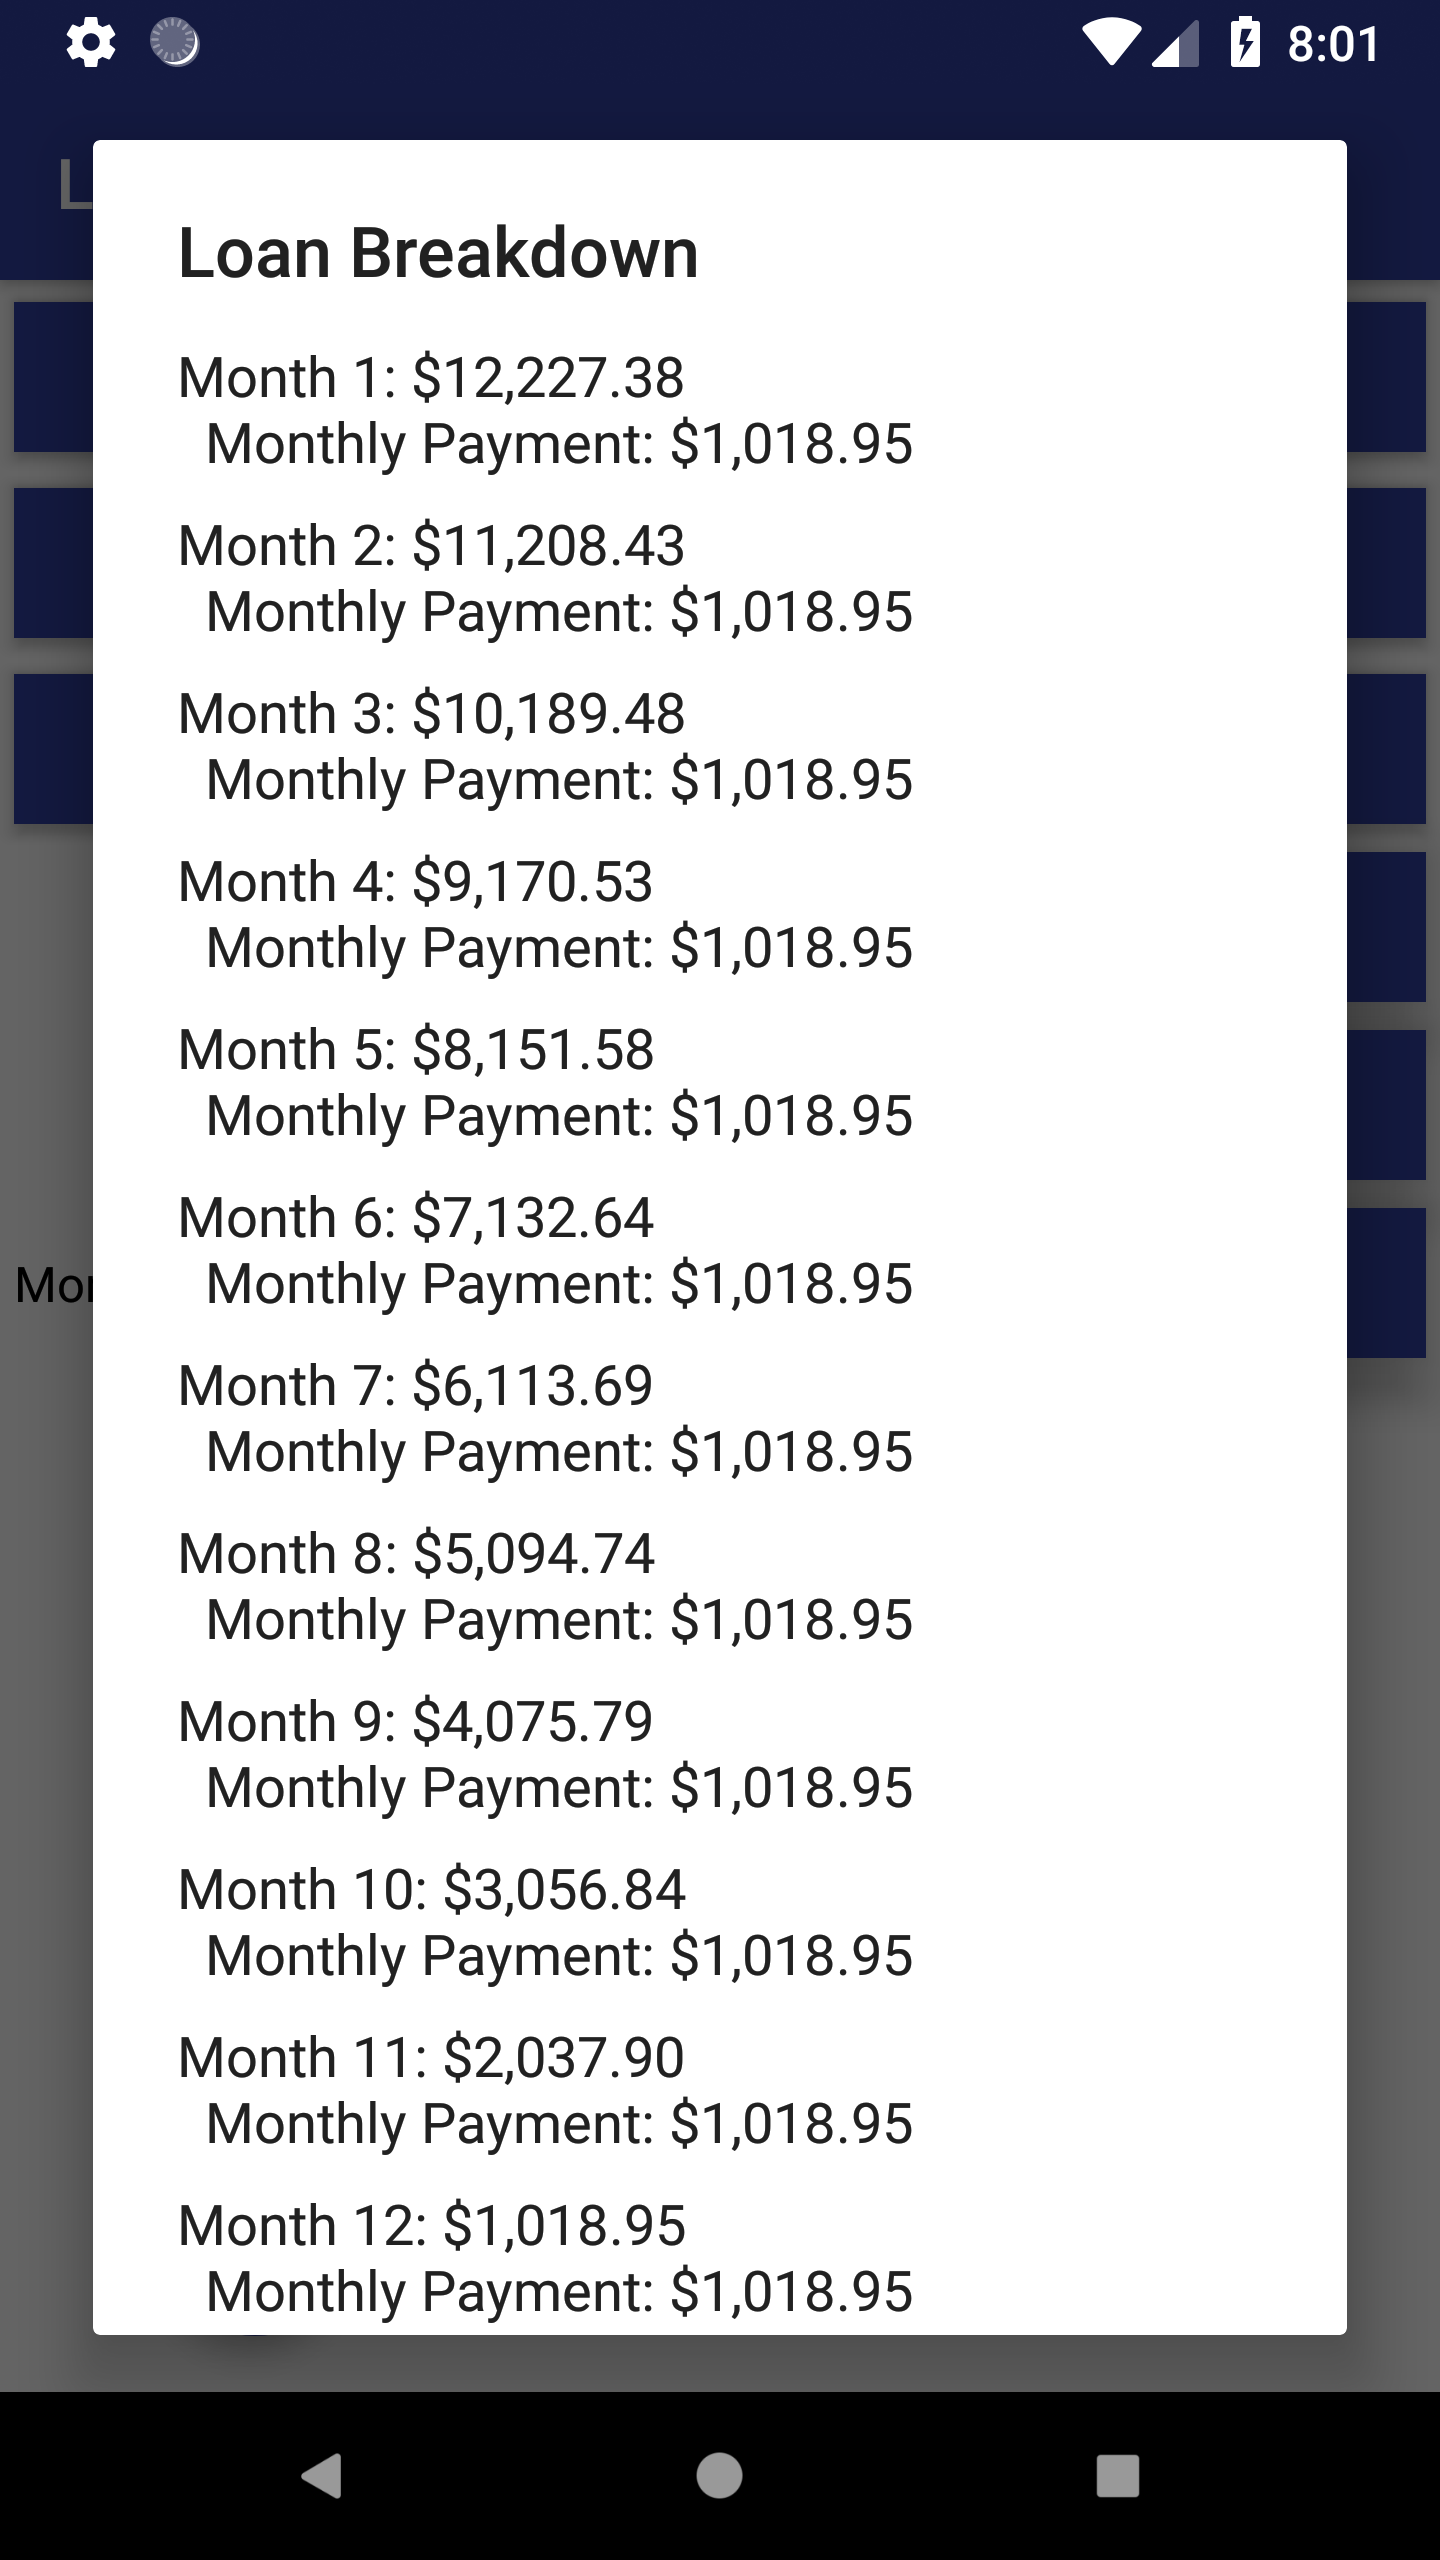 8:01
L
Loan Breakdown
Month 1: $12,227.38
Monthly Payment: $1,018.95
Month 2: $11,208.43
Monthly Payment: $1,018.95
Month 3: $10,189.48
Monthly Payment: $1,018.95
Month 4: $9,170.53
Monthly Payment: $1,018.95
Month 5: $8,151.58
Monthly Payment: $1,018.95
Month 6: $7,132.64
Monthly Payment: $1,018.95
Month 7: $6,113.69
Monthly Payment: $1,018.95
Month 8: $5,094.74
Monthly Payment: $1,018.95
Month 9: $4,075.79
Monthly Payment: $1,018.95
Month 10: $3,056.84
Monthly Payment: $1,018.95
Month 11: $2,037.90
Monthly Payment: $1,018.95
Month 12: $1,018.95
Monthly Payment: $1,018.95